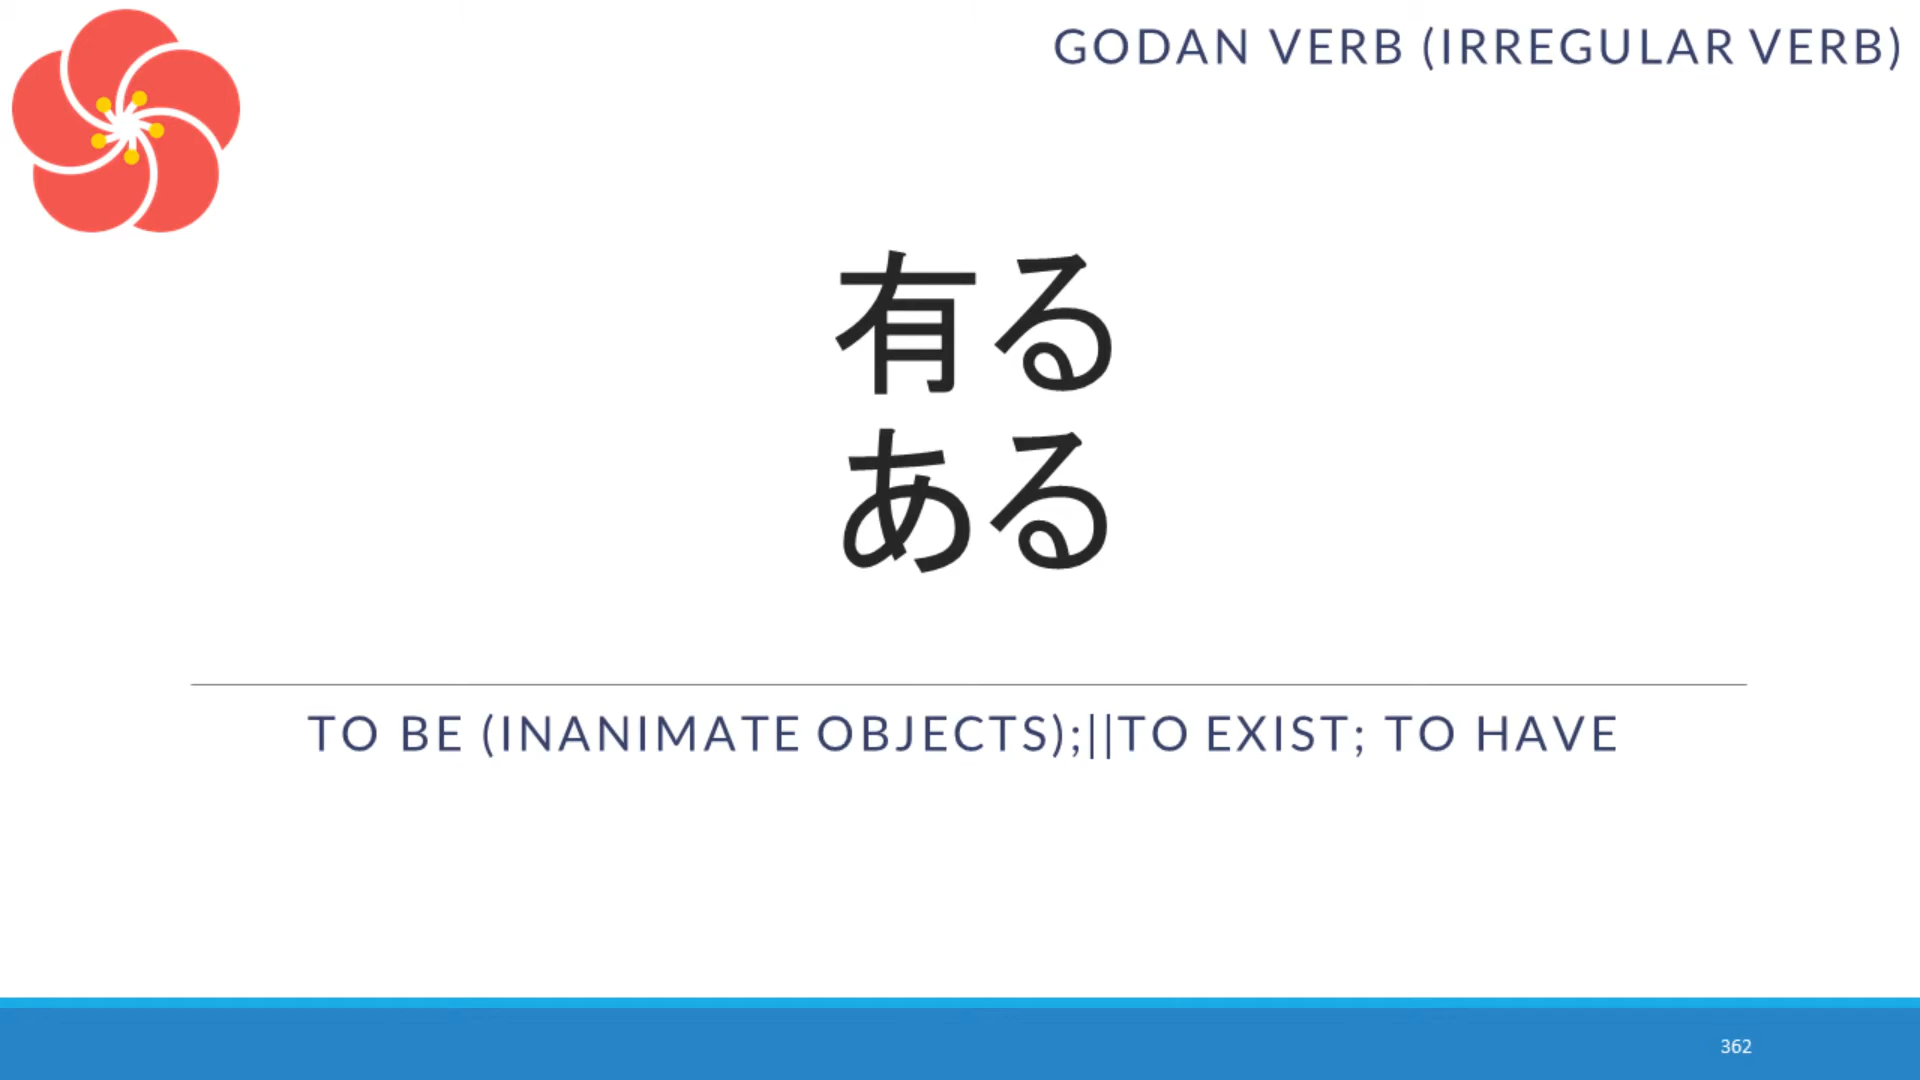 GODAN VERB (IRREGULAR VERB)
有る
ある
TO BE (INANIMATE OBJECTS);||TO EXIST; TO HAVE
362